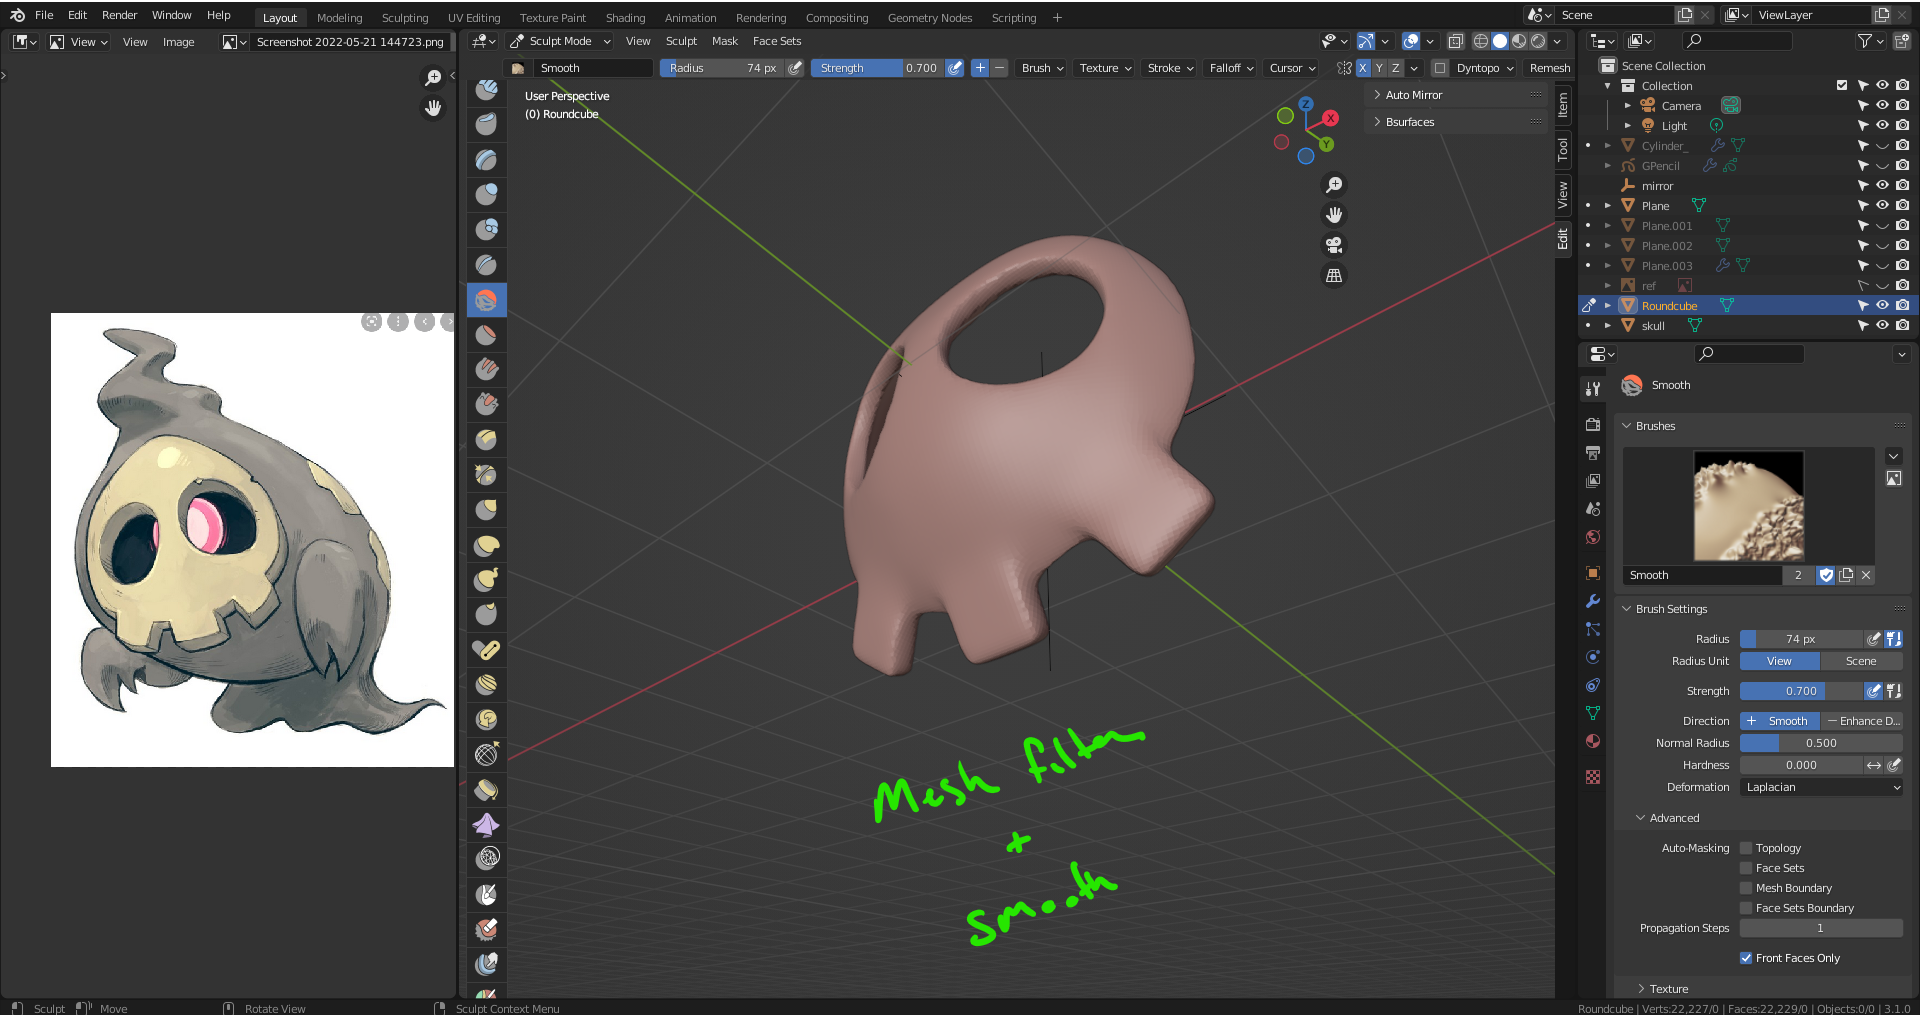 File Edit Render Window Help Layout Modeling Sculpting UV Editing Texture Paint Shading Animation Rendering Compositing Geometry Nodes Scripting + Scene ViewLayer
View View Image Screenshot 2022-05-21 144723.png Sculpt Mode View Sculpt Mask Face Sets
Smooth Radius 74 px Strength 0.700 Brush Texture Stroke Falloff Cursor X Y Z Dyntopo Remesh
User Perspective
(0) Roundcube
Z
X
Y
Auto Mirror
Bsurfaces
Item
Tool
View
Edit
Mesh filter
+
Smooth
Scene Collection
Collection
Camera
Light
Cylinder_
GPencil
mirror
Plane
Plane.001
Plane.002
Plane.003
ref
Roundcube
skull
Smooth
Brushes
Smooth 2
Brush Settings
Radius 74 px
Radius Unit View Scene
Strength 0.700
Direction + Smooth − Enhance D...
Normal Radius 0.500
Hardness 0.000
Deformation Laplacian
Advanced
Auto-Masking Topology
Face Sets
Mesh Boundary
Face Sets Boundary
Propagation Steps 1
Front Faces Only
Texture
Sculpt Move Rotate View Sculpt Context Menu Roundcube | Verts:22,227/0 | Faces:22,229/0 | Objects:0/0 | 3.1.0